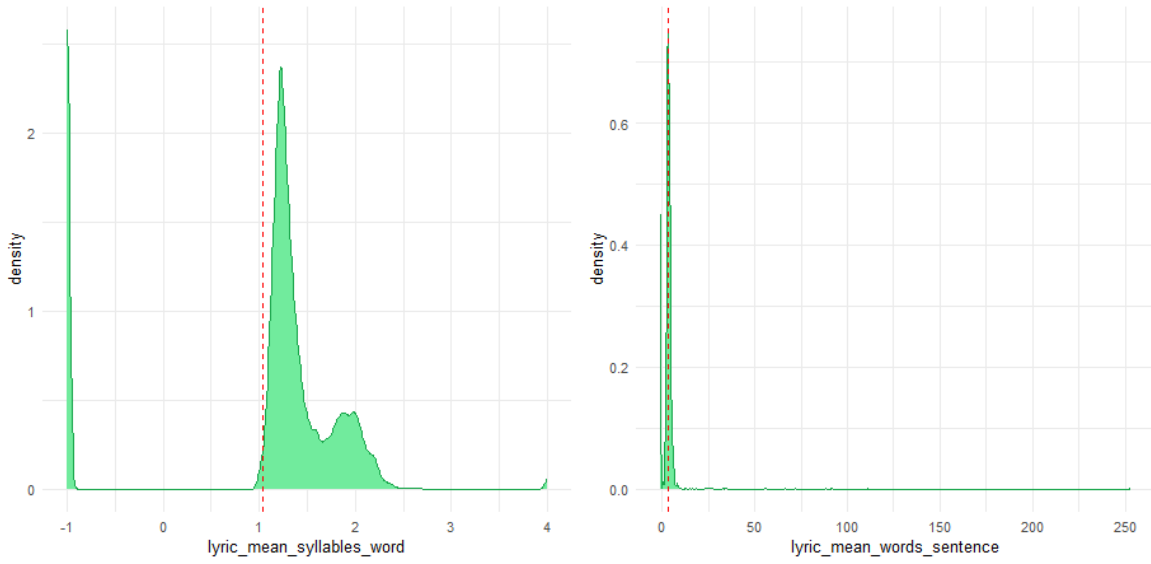 density
2
1
0
-1 0 1 2 3 4
lyric_mean_syllables_word
density
0.6
0.4
0.2
0.0
0 50 100 150 200 250
lyric_mean_words_sentence